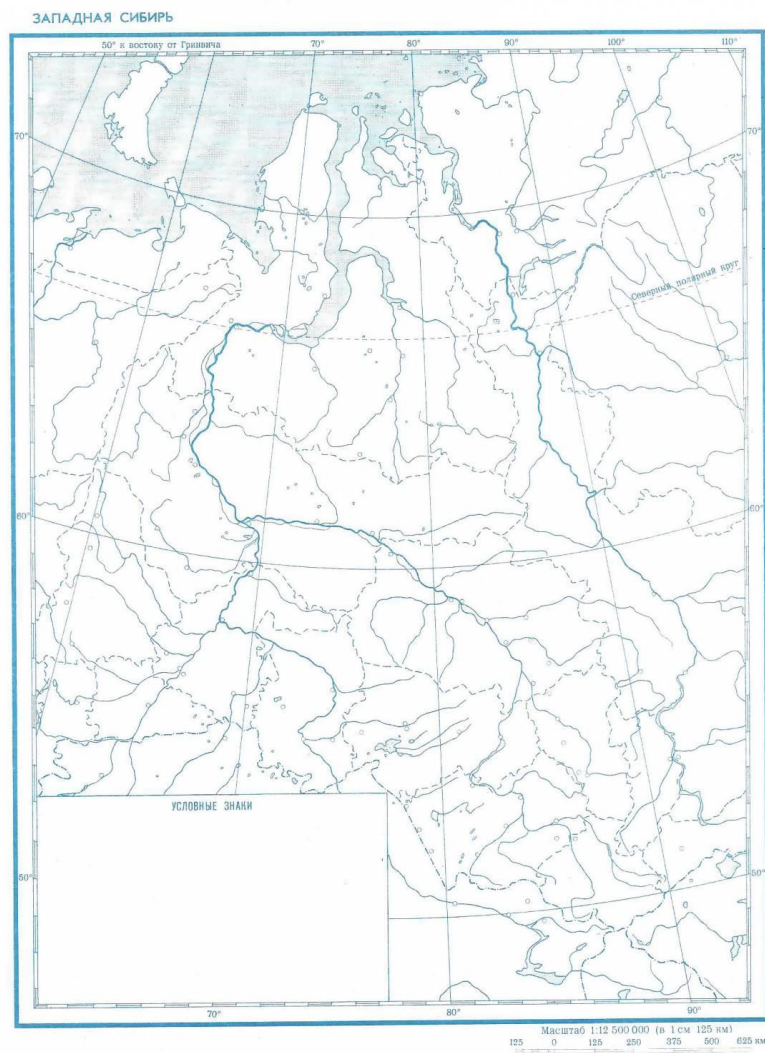 ЗАПАДНАЯ СИБИРЬ
50° к востоку от Гринвича
70°
80°
90°
100°
110°
70°
70°
Северный полярный круг
60°
60°
УСЛОВНЫЕ ЗНАКИ
50°
50°
70°
80°
90°
Масштаб 1:12 500 000 (в 1 см 125 км)
125 0 125 250 375 500 625 км